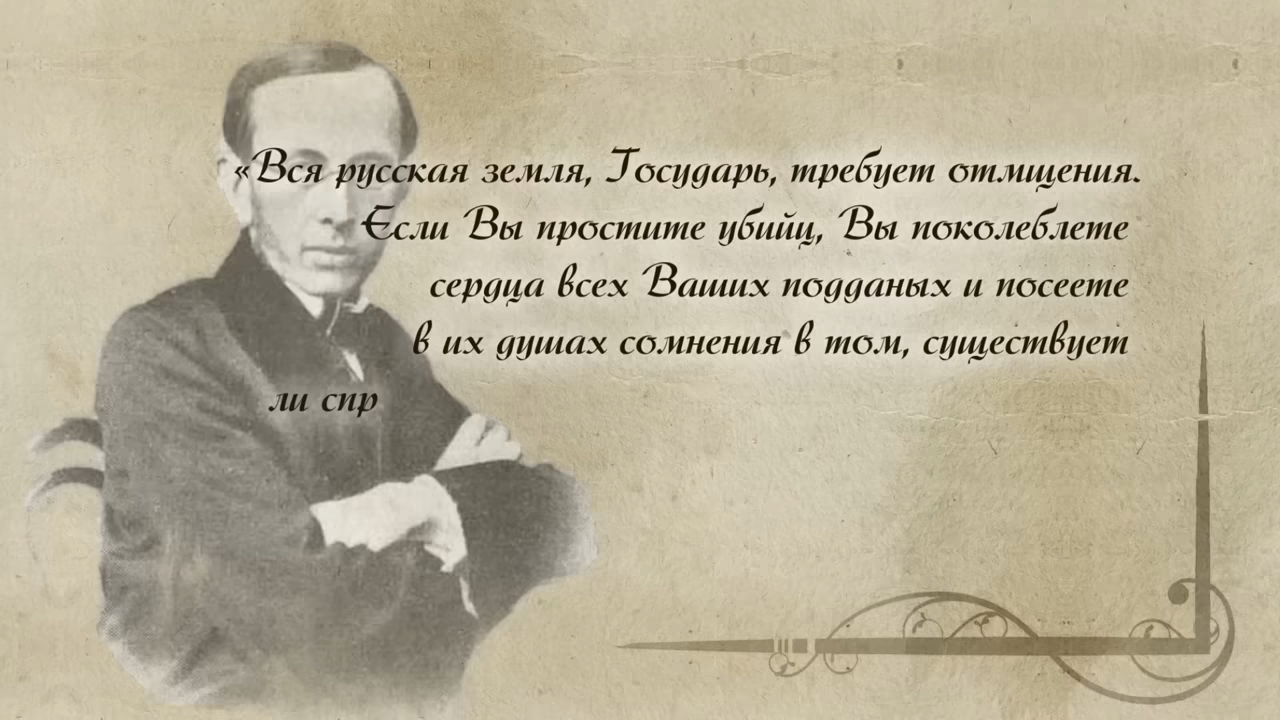 «Вся русская земля, Государь, требует отмщения.
Если Вы простите убийц, Вы поколеблете
сердца всех Ваших подданых и посеете
в их душах сомнения в том, существует
ли спр